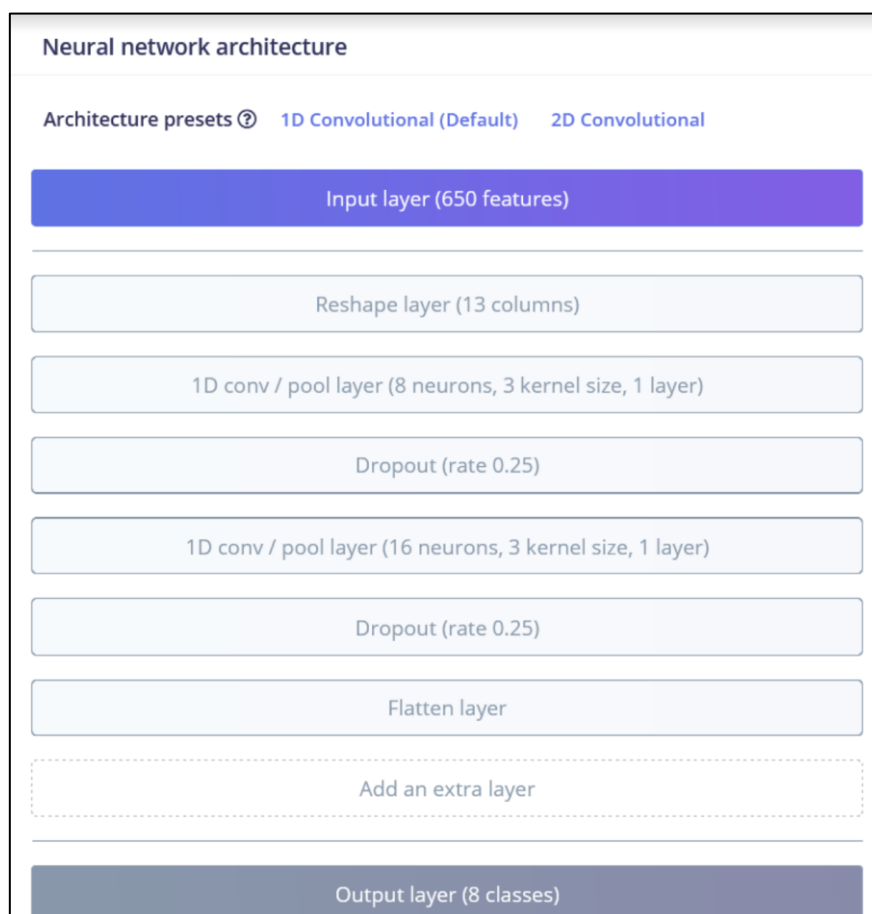 Neural network architecture
Architecture presets 1D Convolutional (Default) 2D Convolutional
Input layer (650 features)
Reshape layer (13 columns)
1D conv / pool layer (8 neurons, 3 kernel size, 1 layer)
Dropout (rate 0.25)
1D conv / pool layer (16 neurons, 3 kernel size, 1 layer)
Dropout (rate 0.25)
Flatten layer
Add an extra layer
Output layer (8 classes)